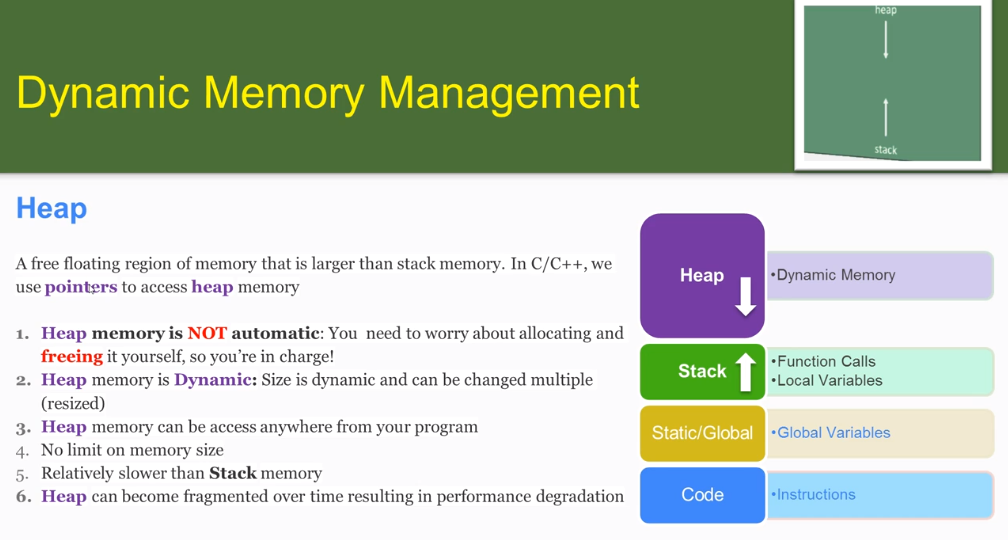 Dynamic Memory Management
heap
stack
Heap
A free floating region of memory that is larger than stack memory. In C/C++, we
use pointers to access heap memory
1. Heap memory is NOT automatic: You need to worry about allocating and
freeing it yourself, so you're in charge!
2. Heap memory is Dynamic: Size is dynamic and can be changed multiple
(resized)
3. Heap memory can be access anywhere from your program
4. No limit on memory size
5. Relatively slower than Stack memory
6. Heap can become fragmented over time resulting in performance degradation
Heap
•Dynamic Memory
Stack
•Function Calls
•Local Variables
Static/Global
•Global Variables
Code
•Instructions